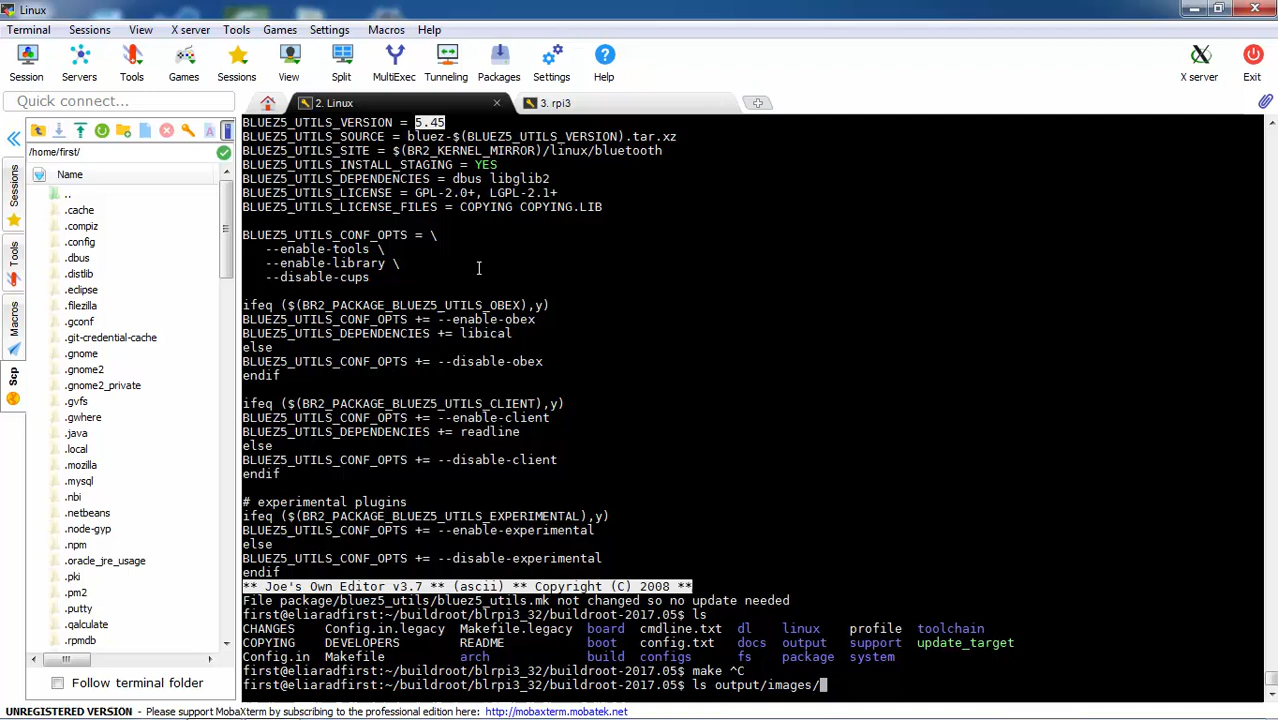 Linux
Terminal Sessions View X server Tools Games Settings Macros Help
Session Servers Tools Games Sessions View Split MultiExec Tunneling Packages Settings Help X server Exit
Quick connect...
2. Linux
3. rpi3
/home/first/
Name
..
.cache
.compiz
.config
.dbus
.distlib
.eclipse
.filezilla
.gconf
.git-credential-cache
.gnome
.gnome2
.gnome2_private
.gvfs
.gwhere
.java
.local
.mozilla
.mysql
.nbi
.netbeans
.node-gyp
.npm
.oracle_jre_usage
.pki
.pm2
.putty
.qalculate
.rpmdb
Follow terminal folder
Sessions
Tools
Macros
Scp
BLUEZ5_UTILS_VERSION = 5.45
BLUEZ5_UTILS_SOURCE = bluez-$(BLUEZ5_UTILS_VERSION).tar.xz
BLUEZ5_UTILS_SITE = $(BR2_KERNEL_MIRROR)/linux/bluetooth
BLUEZ5_UTILS_INSTALL_STAGING = YES
BLUEZ5_UTILS_DEPENDENCIES = dbus libglib2
BLUEZ5_UTILS_LICENSE = GPL-2.0+, LGPL-2.1+
BLUEZ5_UTILS_LICENSE_FILES = COPYING COPYING.LIB
BLUEZ5_UTILS_CONF_OPTS = \
--enable-tools \
--enable-library \
--disable-cups
ifeq ($(BR2_PACKAGE_BLUEZ5_UTILS_OBEX),y)
BLUEZ5_UTILS_CONF_OPTS += --enable-obex
BLUEZ5_UTILS_DEPENDENCIES += libical
else
BLUEZ5_UTILS_CONF_OPTS += --disable-obex
endif
ifeq ($(BR2_PACKAGE_BLUEZ5_UTILS_CLIENT),y)
BLUEZ5_UTILS_CONF_OPTS += --enable-client
BLUEZ5_UTILS_DEPENDENCIES += readline
else
BLUEZ5_UTILS_CONF_OPTS += --disable-client
endif
# experimental plugins
ifeq ($(BR2_PACKAGE_BLUEZ5_UTILS_EXPERIMENTAL),y)
BLUEZ5_UTILS_CONF_OPTS += --enable-experimental
else
BLUEZ5_UTILS_CONF_OPTS += --disable-experimental
endif
** Joe's Own Editor v3.7 ** (ascii) ** Copyright (C) 2008 **
File package/bluez5_utils/bluez5_utils.mk not changed so no update needed
first@eliaradfirst:~/buildroot/blrpi3_32/buildroot-2017.05$ ls
CHANGES Config.in.legacy Makefile.legacy board cmdline.txt dl linux profile toolchain
COPYING DEVELOPERS README boot config.txt docs output support update_target
Config.in Makefile arch build configs fs package system
first@eliaradfirst:~/buildroot/blrpi3_32/buildroot-2017.05$ make ^C
first@eliaradfirst:~/buildroot/blrpi3_32/buildroot-2017.05$ ls output/images/
UNREGISTERED VERSION - Please support MobaXterm by subscribing to the professional edition here: http://mobaxterm.mobatek.net